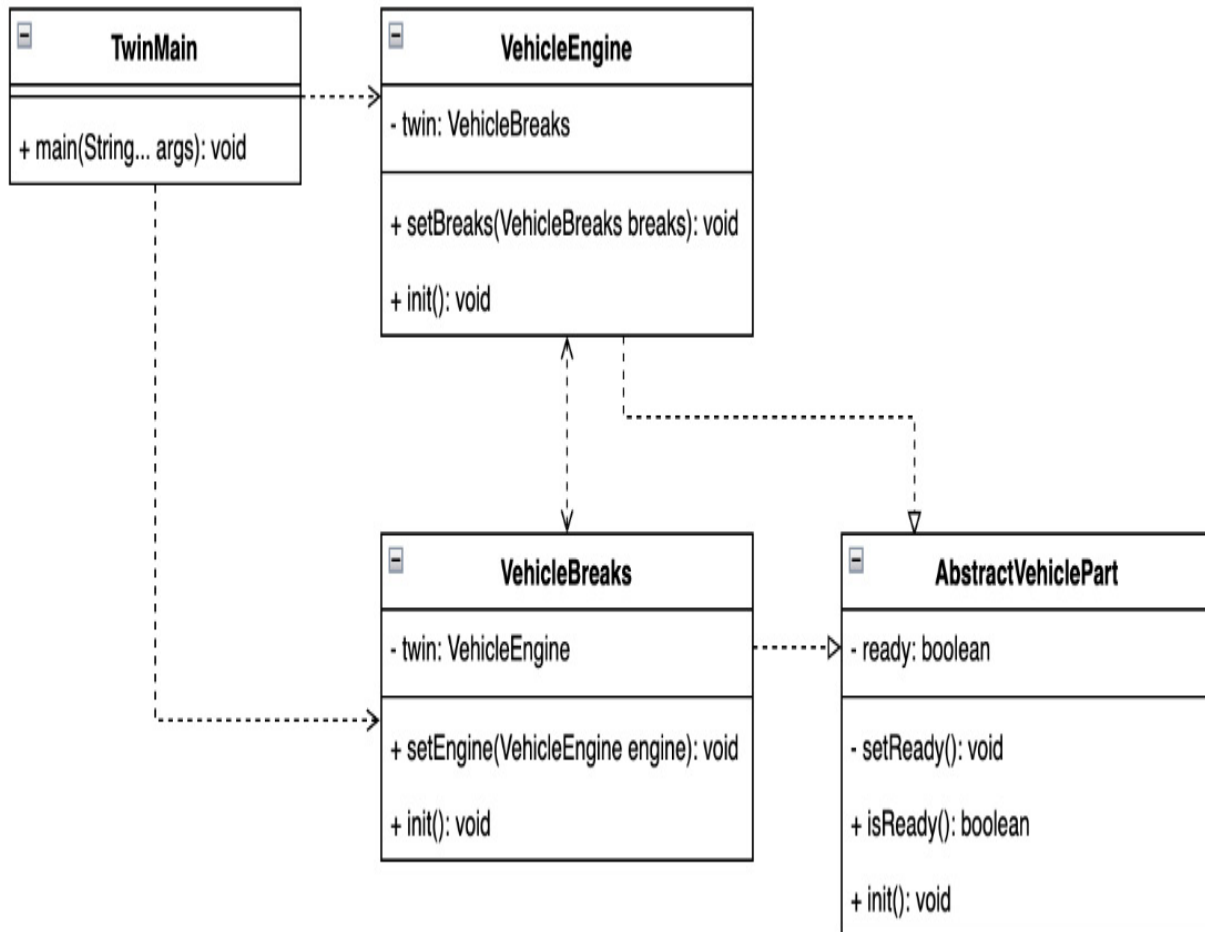 TwinMain
+ main(String... args): void
VehicleEngine
- twin: VehicleBreaks
+ setBreaks(VehicleBreaks breaks): void
+ init(): void
VehicleBreaks
- twin: VehicleEngine
+ setEngine(VehicleEngine engine): void
+ init(): void
AbstractVehiclePart
- ready: boolean
- setReady(): void
+ isReady(): boolean
+ init(): void